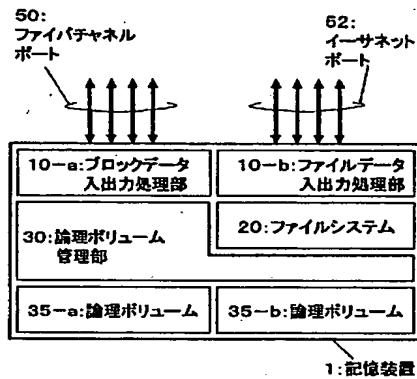 50:
ファイバチャネル
ポート
52:
イーサネット
ポート
10-a:ブロックデータ
入出力処理部
10-b:ファイルデータ
入出力処理部
30:論理ボリューム
管理部
20:ファイルシステム
35-a:論理ボリューム
35-b:論理ボリューム
1:記憶装置